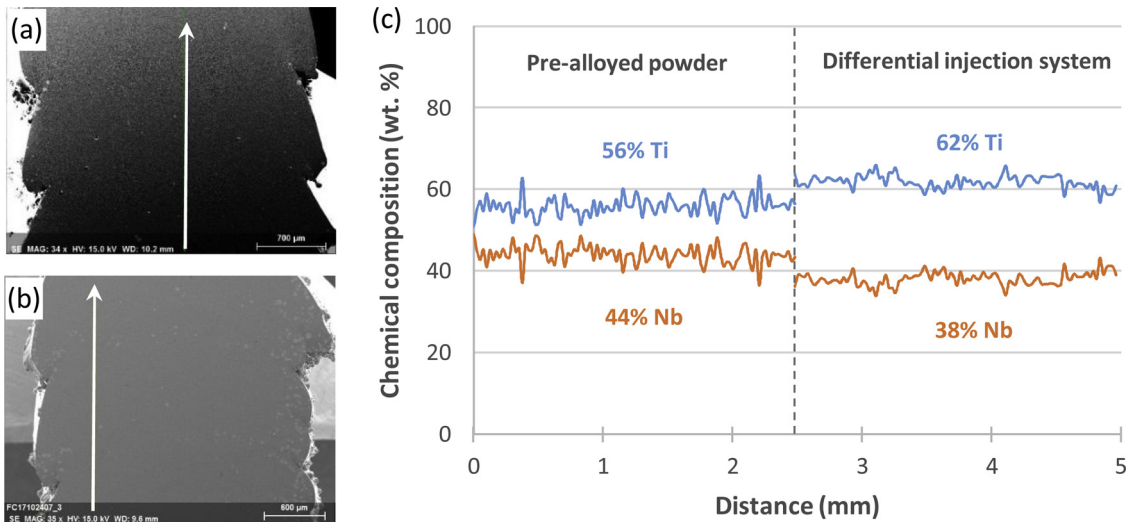 (a)
700 µm
SE MAG: 34 x HV: 15.0 kV WD: 10.2 mm
(b)
FC17102407_3
SE MAG: 35 x HV: 15.0 kV WD: 9.6 mm
600 µm
(c)
Chemical composition (wt. %)
100
80
60
40
20
0
Pre-alloyed powder
Differential injection system
56% Ti
62% Ti
44% Nb
38% Nb
0
1
2
3
4
5
Distance (mm)